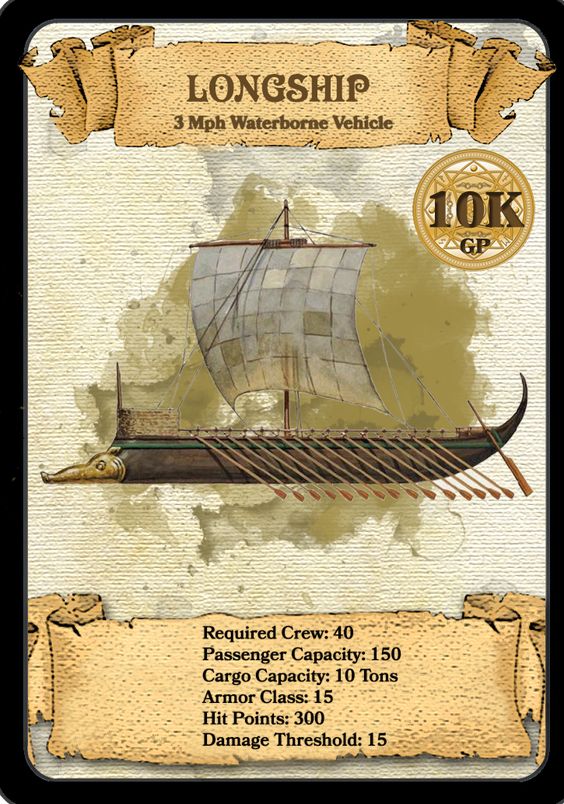 LONGSHIP
3 Mph Waterborne Vehicle
10K
GP
Required Crew: 40
Passenger Capacity: 150
Cargo Capacity: 10 Tons
Armor Class: 15
Hit Points: 300
Damage Threshold: 15